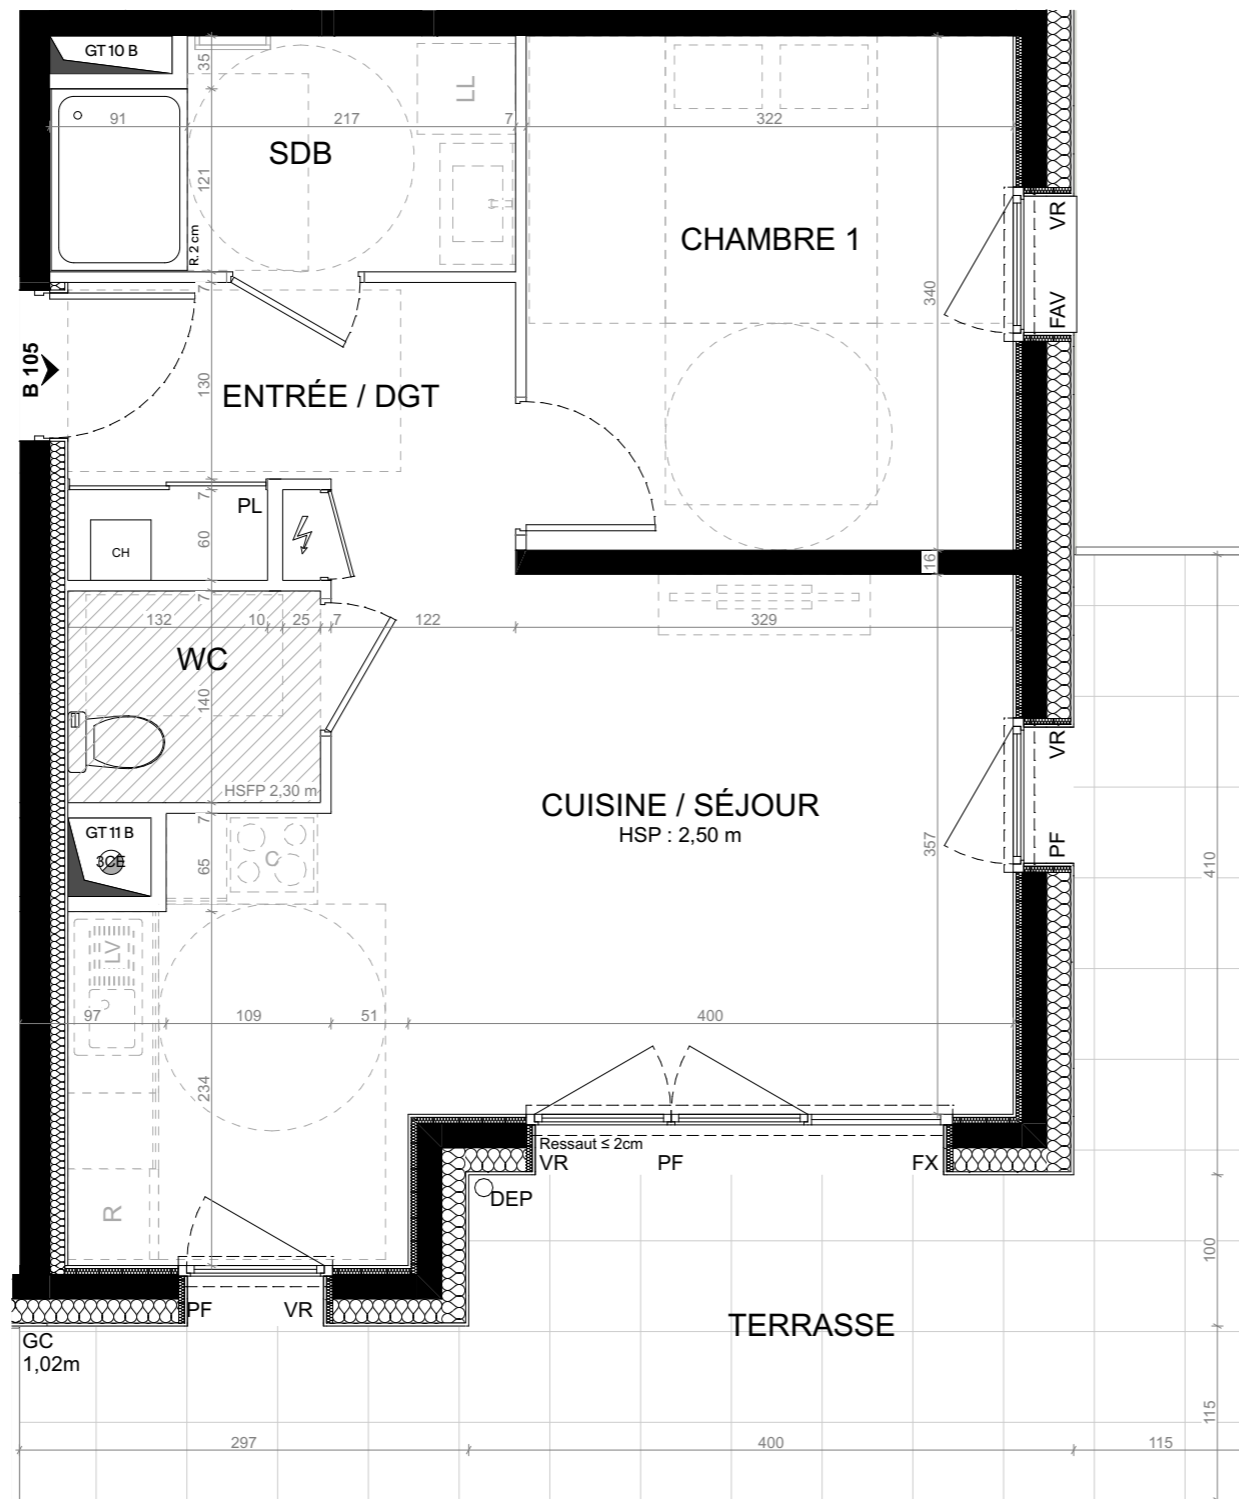 GT 10 B
35
LL
91
217
7
322
SDB
121
R. 2 cm
CHAMBRE 1
VR
FAV
340
7
B 105
130
ENTRÉE / DGT
7
PL
CH
60
16
7
132
10
25
7
122
329
WC
140
HSFP 2,30 m
VR
PF
CUISINE / SÉJOUR
HSP : 2,50 m
357
410
7
GT 11 B
3CE
65
C
LV
97
109
51
400
234
R
Ressaut ≤ 2cm
VR
PF
FX
DEP
100
PF
VR
TERRASSE
GC
1,02m
115
297
400
115